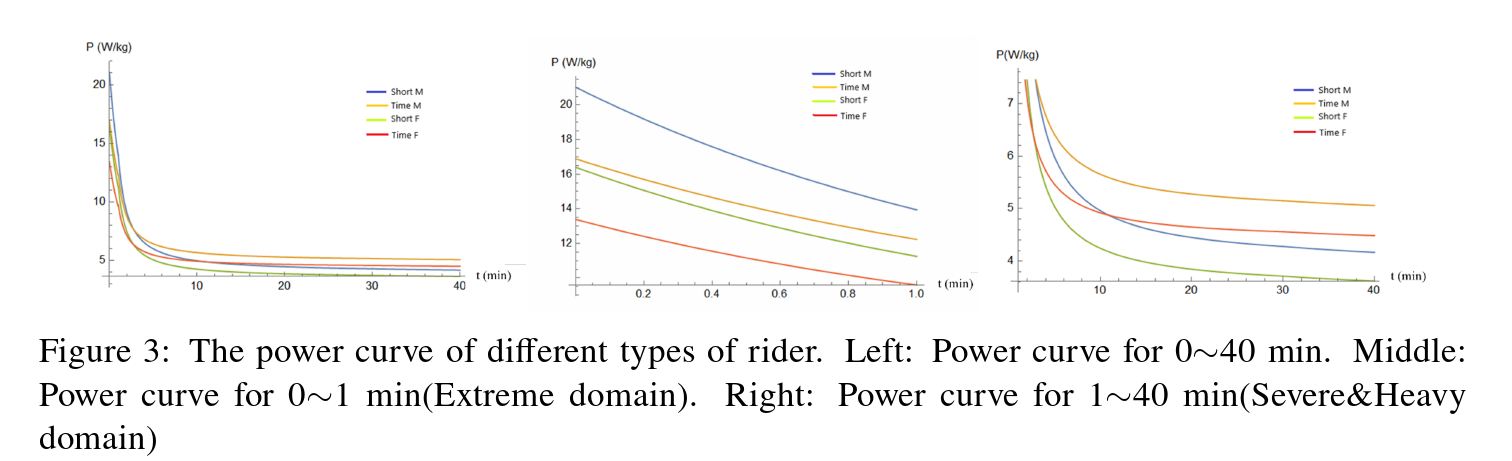 P (W/kg)
20
15
10
5
10
20
30
40
t (min)
Short M
Time M
Short F
Time F
P (W/kg)
20
18
16
14
12
0.2
0.4
0.6
0.8
1.0
t (min)
Short M
Time M
Short F
Time F
P(W/kg)
7
6
5
4
10
20
30
40
t (min)
Short M
Time M
Short F
Time F
Figure 3: The power curve of different types of rider. Left: Power curve for 0∼40 min. Middle:
Power curve for 0∼1 min(Extreme domain). Right: Power curve for 1∼40 min(Severe&Heavy
domain)